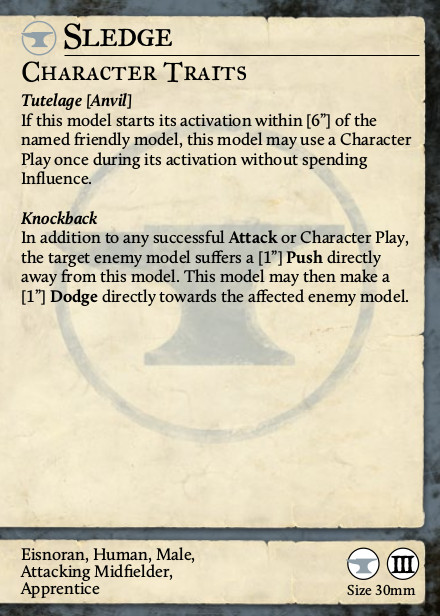 Sledge
Character Traits
Tutelage [Anvil]
If this model starts its activation within [6”] of the
named friendly model, this model may use a Character
Play once during its activation without spending
Influence.
Knockback
In addition to any successful Attack or Character Play,
the target enemy model suffers a [1”] Push directly
away from this model. This model may then make a
[1”] Dodge directly towards the affected enemy model.
Eisnoran, Human, Male,
Attacking Midfielder,
Apprentice
III
Size 30mm